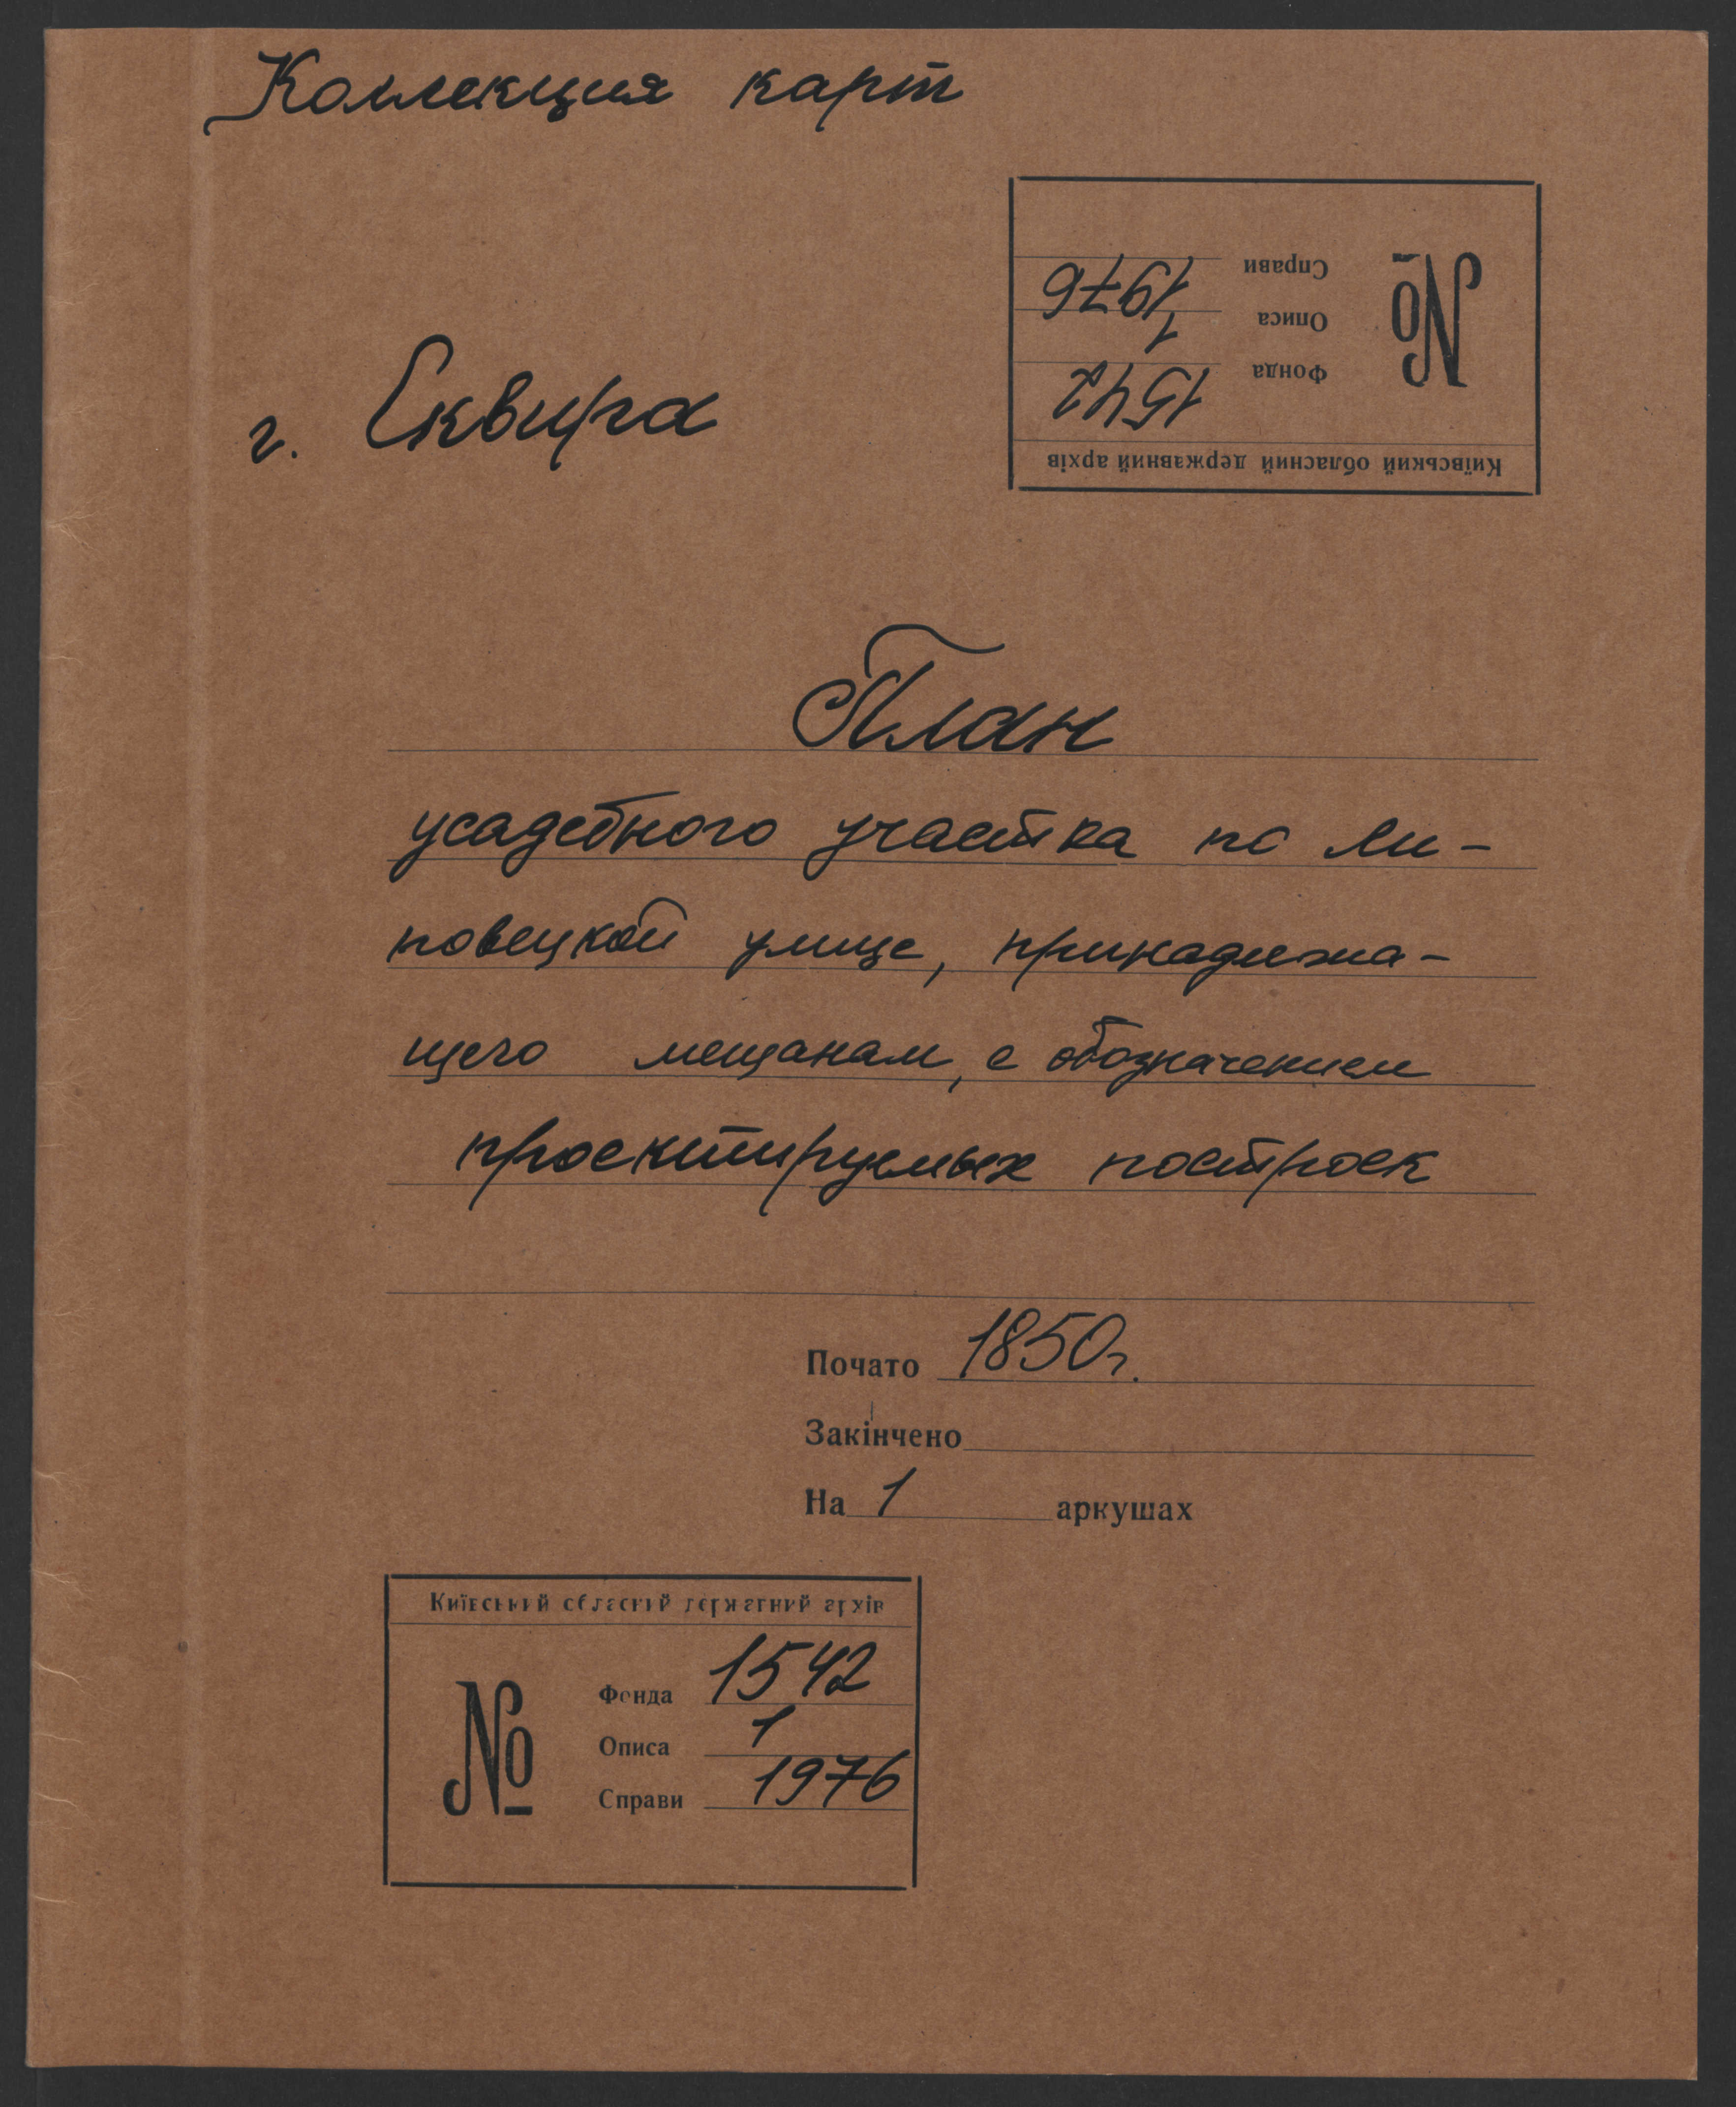 Коллекция карт
Київський обласний державний архів
№
Фонда 1542
Описа 1
Справи 1976
г. Сквира
План
усадебного участка по Ли-
повецкой улице, принадлежа-
щего мещанам, с обозначением
проектируемых построек
Почато 1850г.
Закінчено
На 1 аркушах
Київський обласний державний архів
№
Фонда 1542
Описа 1
Справи 1976